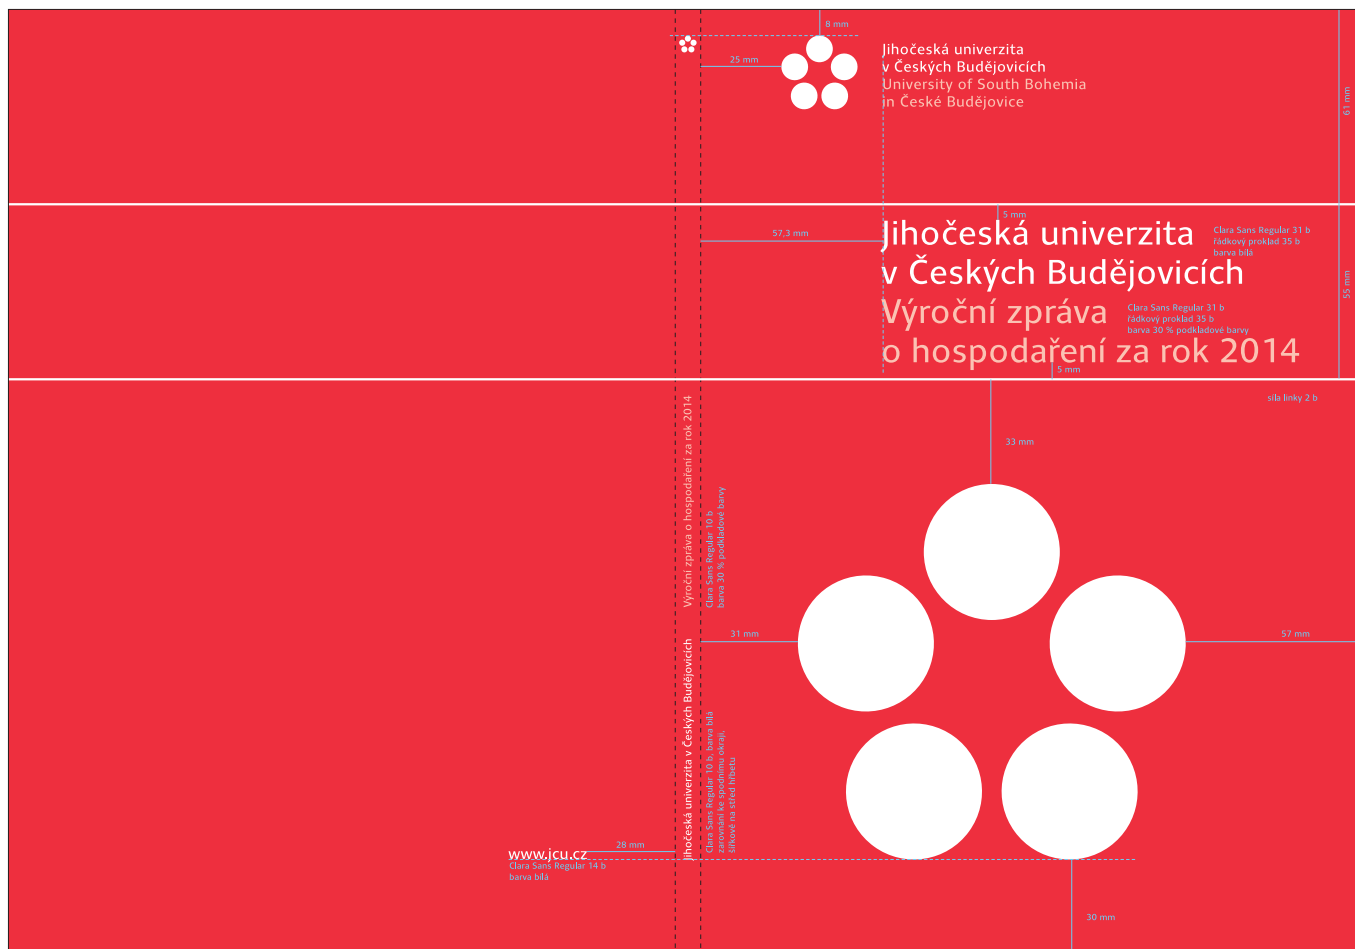 8 mm
25 mm
Jihočeská univerzita
v Českých Budějovicích
University of South Bohemia
in České Budějovice
61 mm
5 mm
57,3 mm
Jihočeská univerzita
v Českých Budějovicích
Clara Sans Regular 31 b
řádkový proklad 35 b
barva bílá
Výroční zpráva
o hospodaření za rok 2014
Clara Sans Regular 31 b
řádkový proklad 35 b
barva 30 % podkladové barvy
55 mm
5 mm
síla linky 2 b
33 mm
Výroční zpráva o hospodaření za rok 2014
Clara Sans Regular 10 b
barva 30 % podkladové barvy
31 mm
57 mm
Jihočeská univerzita v Českých Budějovicích
Clara Sans Regular 10 b, barva bílá
zarovnání ke spodnímu okraji,
šířkově na střed hřbetu
28 mm
www.jcu.cz
Clara Sans Regular 14 b
barva bílá
30 mm